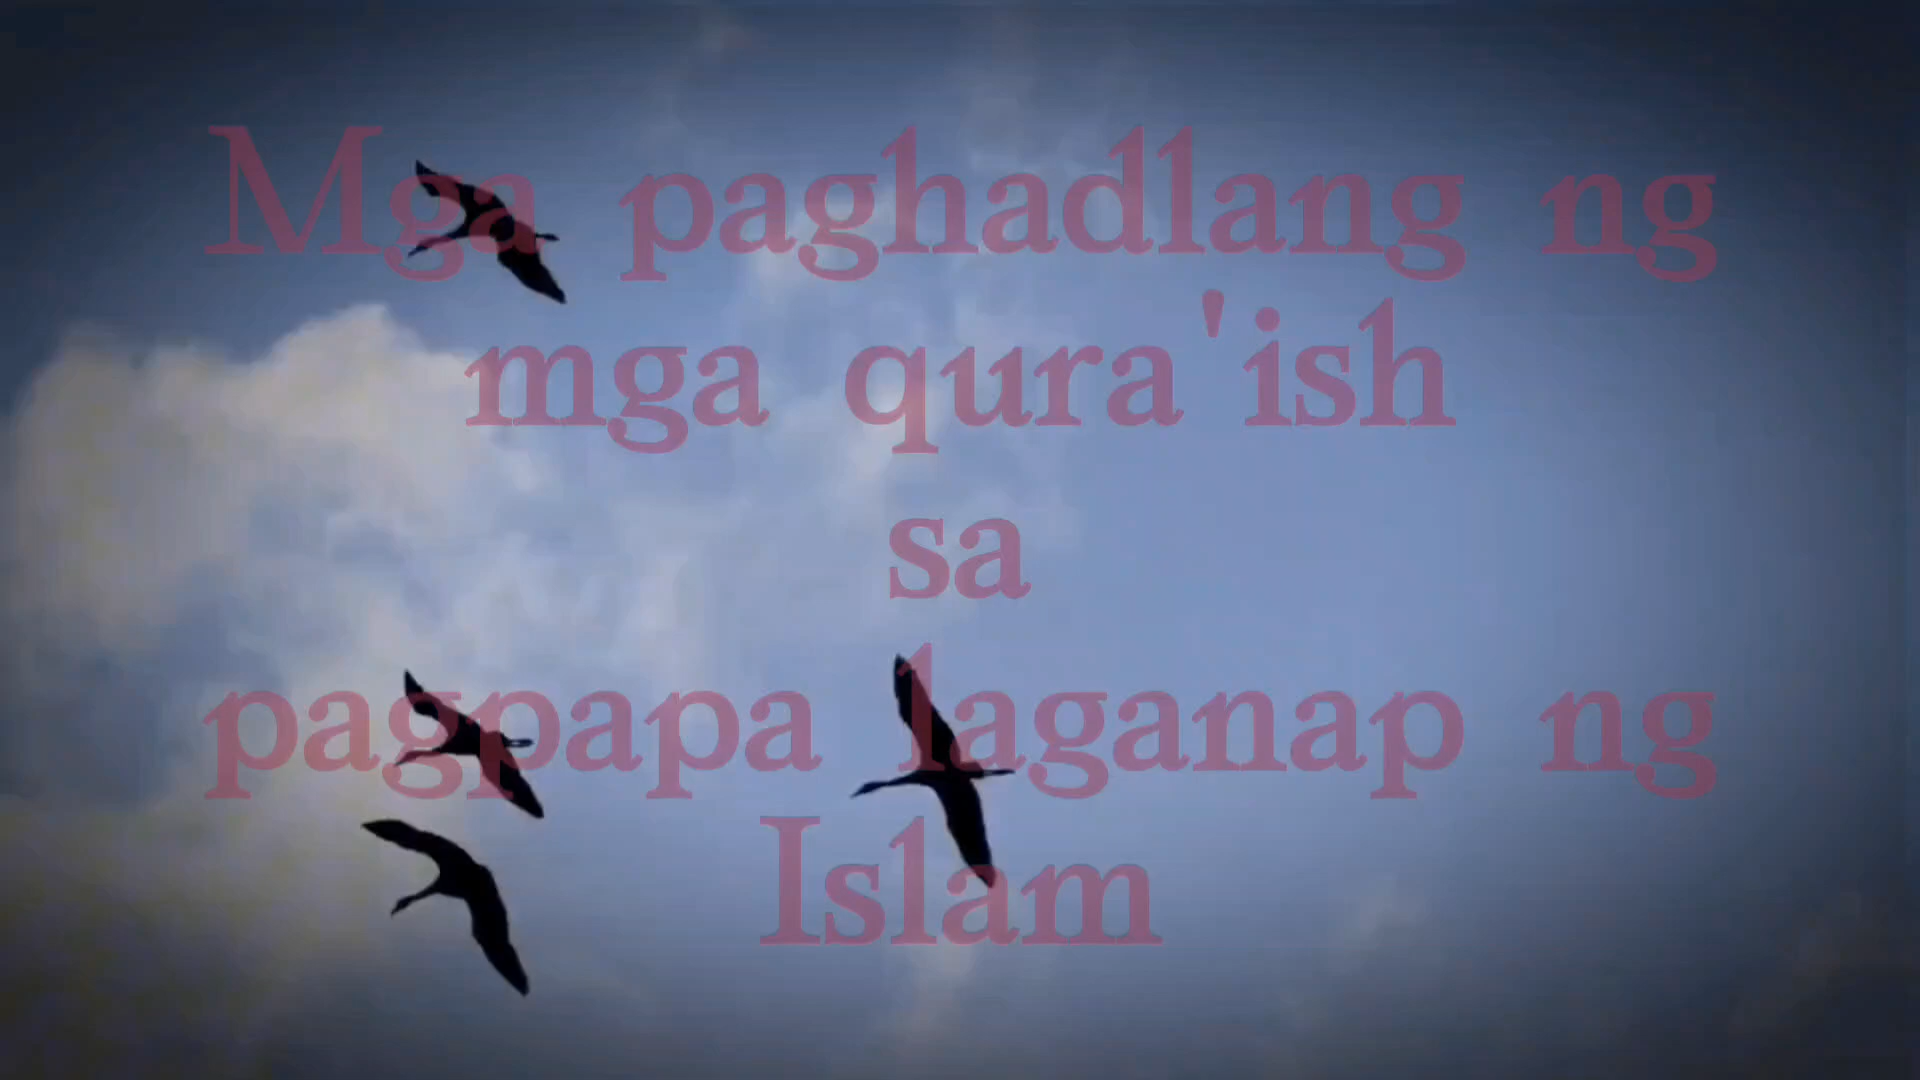 Mga paghadlang ng
mga qura'ish
sa
pagpapa laganap ng
Islam